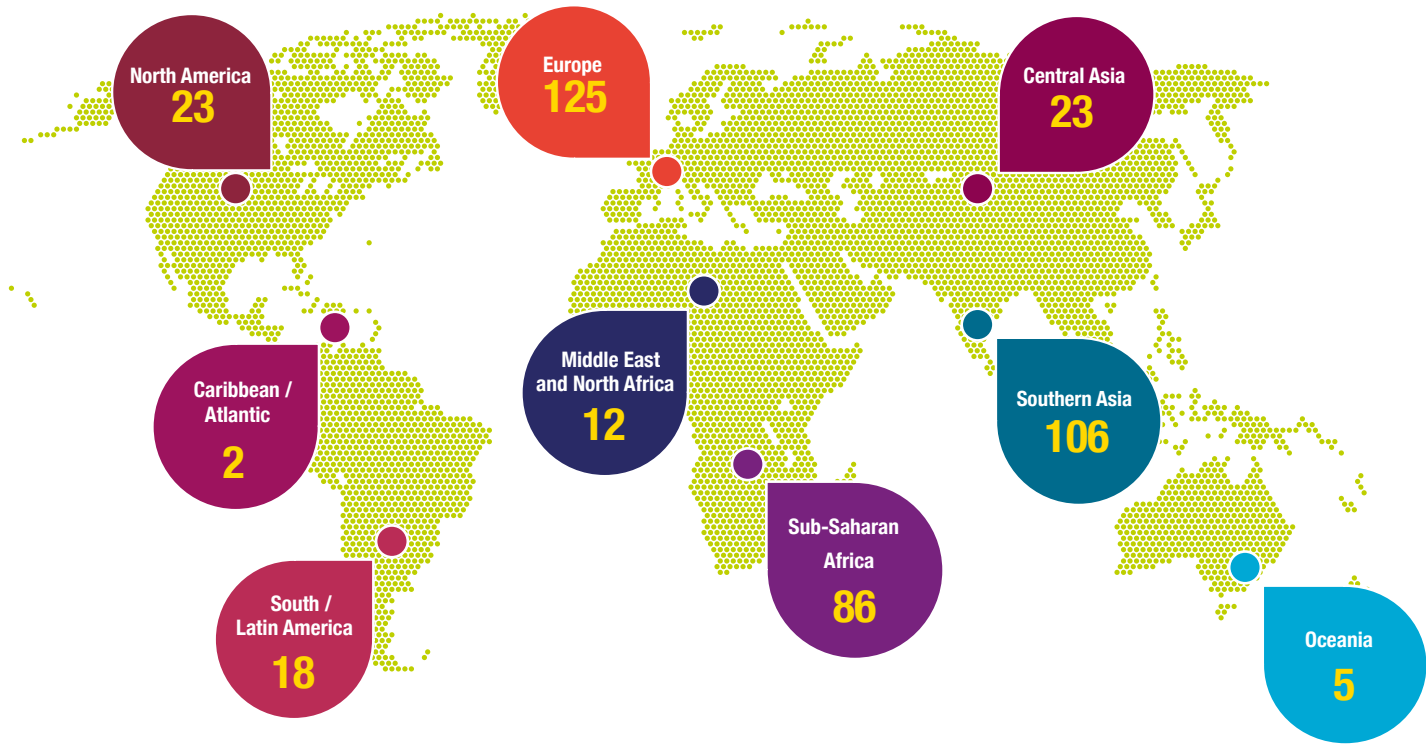 North America
23
Europe
125
Central Asia
23
Caribbean /
Atlantic
2
Middle East
and North Africa
12
Southern Asia
106
Sub-Saharan
Africa
86
South /
Latin America
18
Oceania
5